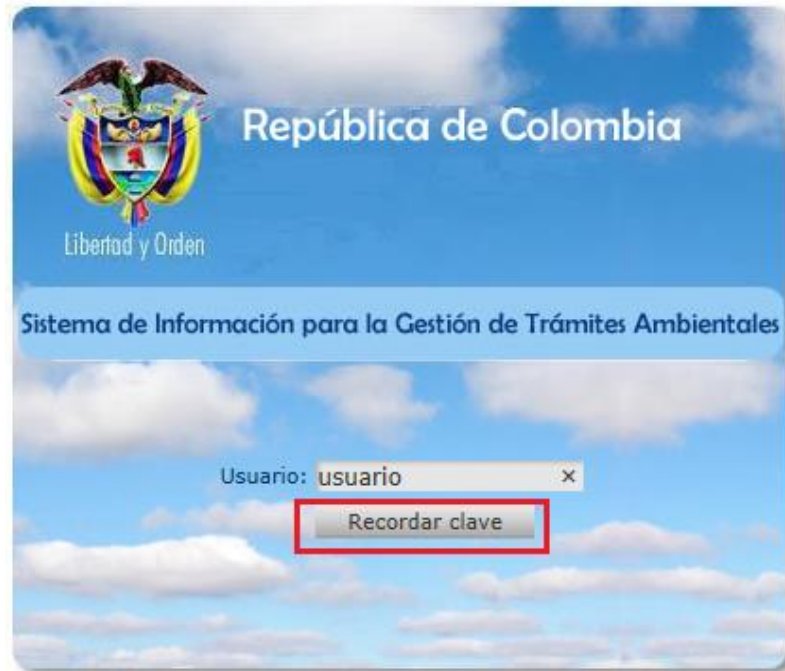 República de Colombia
Libertad y Orden
Sistema de Información para la Gestión de Trámites Ambientales
Usuario: usuario ×
Recordar clave